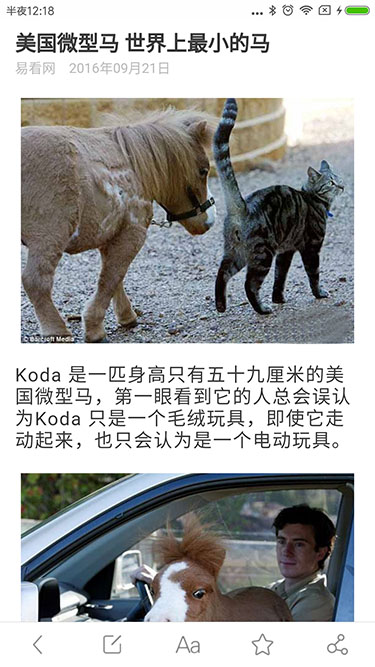 半夜12:18
美国微型马 世界上最小的马
易看网 2016年09月21日
© Barcroft Media
Koda 是一匹身高只有五十九厘米的美
国微型马，第一眼看到它的人总会误认
为Koda 只是一个毛绒玩具，即使它走
动起来，也只会认为是一个电动玩具。
Aa